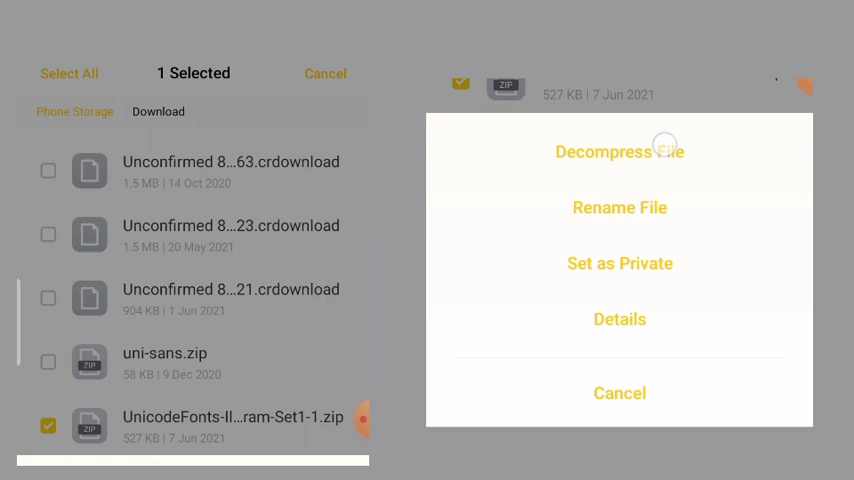 Select All
1 Selected
Cancel
Phone Storage
Download
Unconfirmed 8...63.crdownload
1.5 MB | 14 Oct 2020
Unconfirmed 8...23.crdownload
1.5 MB | 20 May 2021
Unconfirmed 8...21.crdownload
904 KB | 1 Jun 2021
ZIP
uni-sans.zip
58 KB | 9 Dec 2020
ZIP
UnicodeFonts-Il...ram-Set1-1.zip
527 KB | 7 Jun 2021
ZIP
527 KB | 7 Jun 2021
Decompress File
Rename File
Set as Private
Details
Cancel